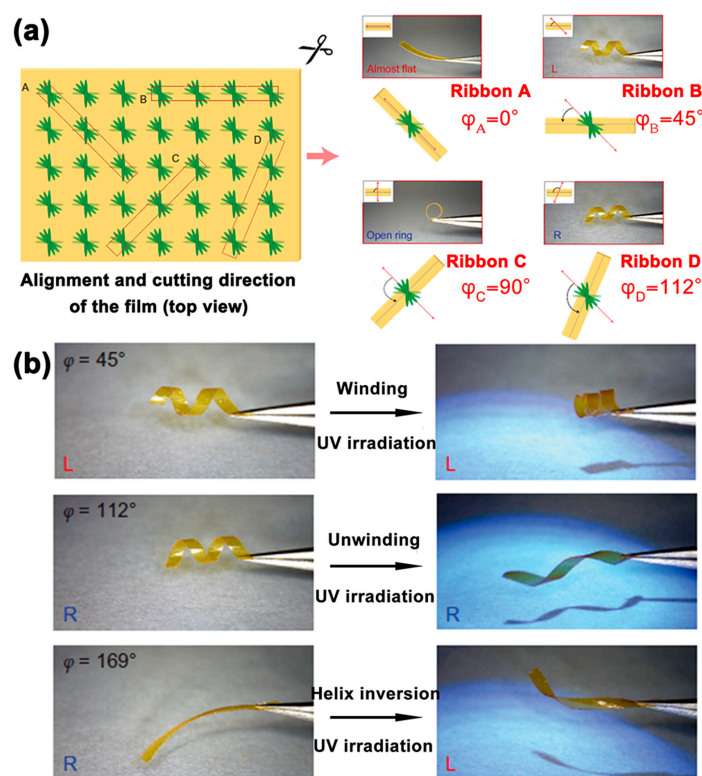 (a)
A
B
C
D
Alignment and cutting direction
of the film (top view)
Almost flat
Ribbon A
φA=0°
L
Ribbon B
φB=45°
Open ring
Ribbon C
φC=90°
R
Ribbon D
φD=112°
(b)
φ = 45°
L
Winding
UV irradiation
L
φ = 112°
R
Unwinding
UV irradiation
R
φ = 169°
R
Helix inversion
UV irradiation
L